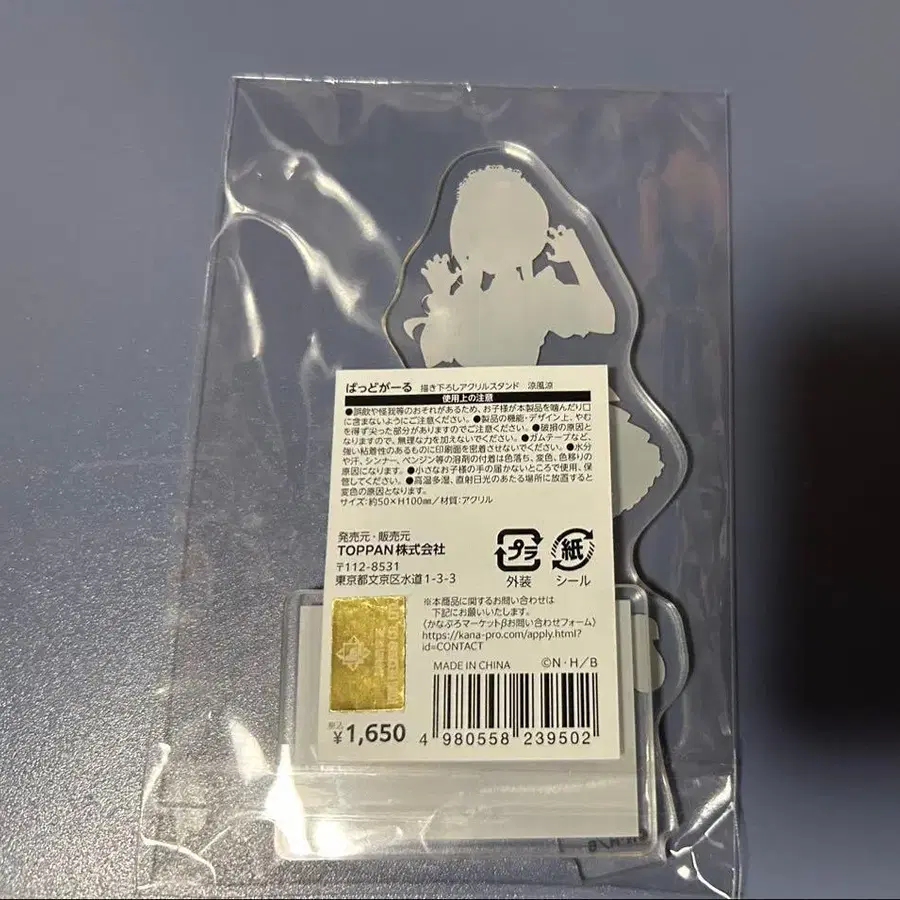 ばっどがーる 描き下ろしアクリルスタンド 涼風涼
使用上の注意
●誤飲や怪我等のおそれがあるため、お子様が本製品を噛んだり口
に含まないようにご注意ください。●製品の機能・デザイン上、やむ
を得ず尖った部分がありますのでご注意ください。●破損の原因と
なりますので、無理な力を加えないでください。●ガムテープなど、
強い粘着性のあるものに印刷面を密着させないでください。●水分
や汗、シンナー、ベンジン等の溶剤の付着は色落ち、変色、色移りの
原因になります。●小さなお子様の手の届かないところで使用、保
管してください。●高温多湿、直射日光のあたる場所に放置すると
変色の原因となります。
サイズ:約50×H100㎜/材質:アクリル
発売元・販売元
TOPPAN株式会社
〒112-8531
東京都文京区水道1-3-3
プラ
外装
紙
シール
※本商品に関するお問い合わせは
下記にお願いいたします。
(かなぷろマーケットβお問い合わせフォーム)
https://kana-pro.com/apply.html?
id=CONTACT
MADE IN CHINA ©N・H/B
税込
¥1,650
4 980558 239502